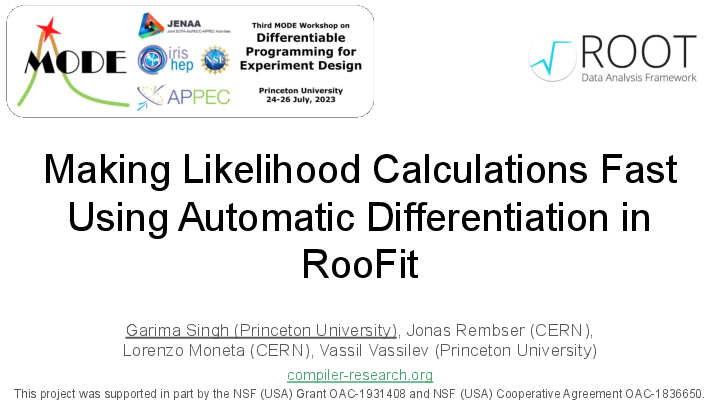 MODE
JENAA
Joint ECFA-NuPECC-APPEC Activities
iris
hep
NSF
APPEC
Third MODE Workshop on
Differentiable
Programming for
Experiment Design
Princeton University
24-26 July, 2023
ROOT
Data Analysis Framework
Making Likelihood Calculations Fast
Using Automatic Differentiation in
RooFit
Garima Singh (Princeton University), Jonas Rembser (CERN),
Lorenzo Moneta (CERN), Vassil Vassilev (Princeton University)
compiler-research.org
This project was supported in part by the NSF (USA) Grant OAC-1931408 and NSF (USA) Cooperative Agreement OAC-1836650.